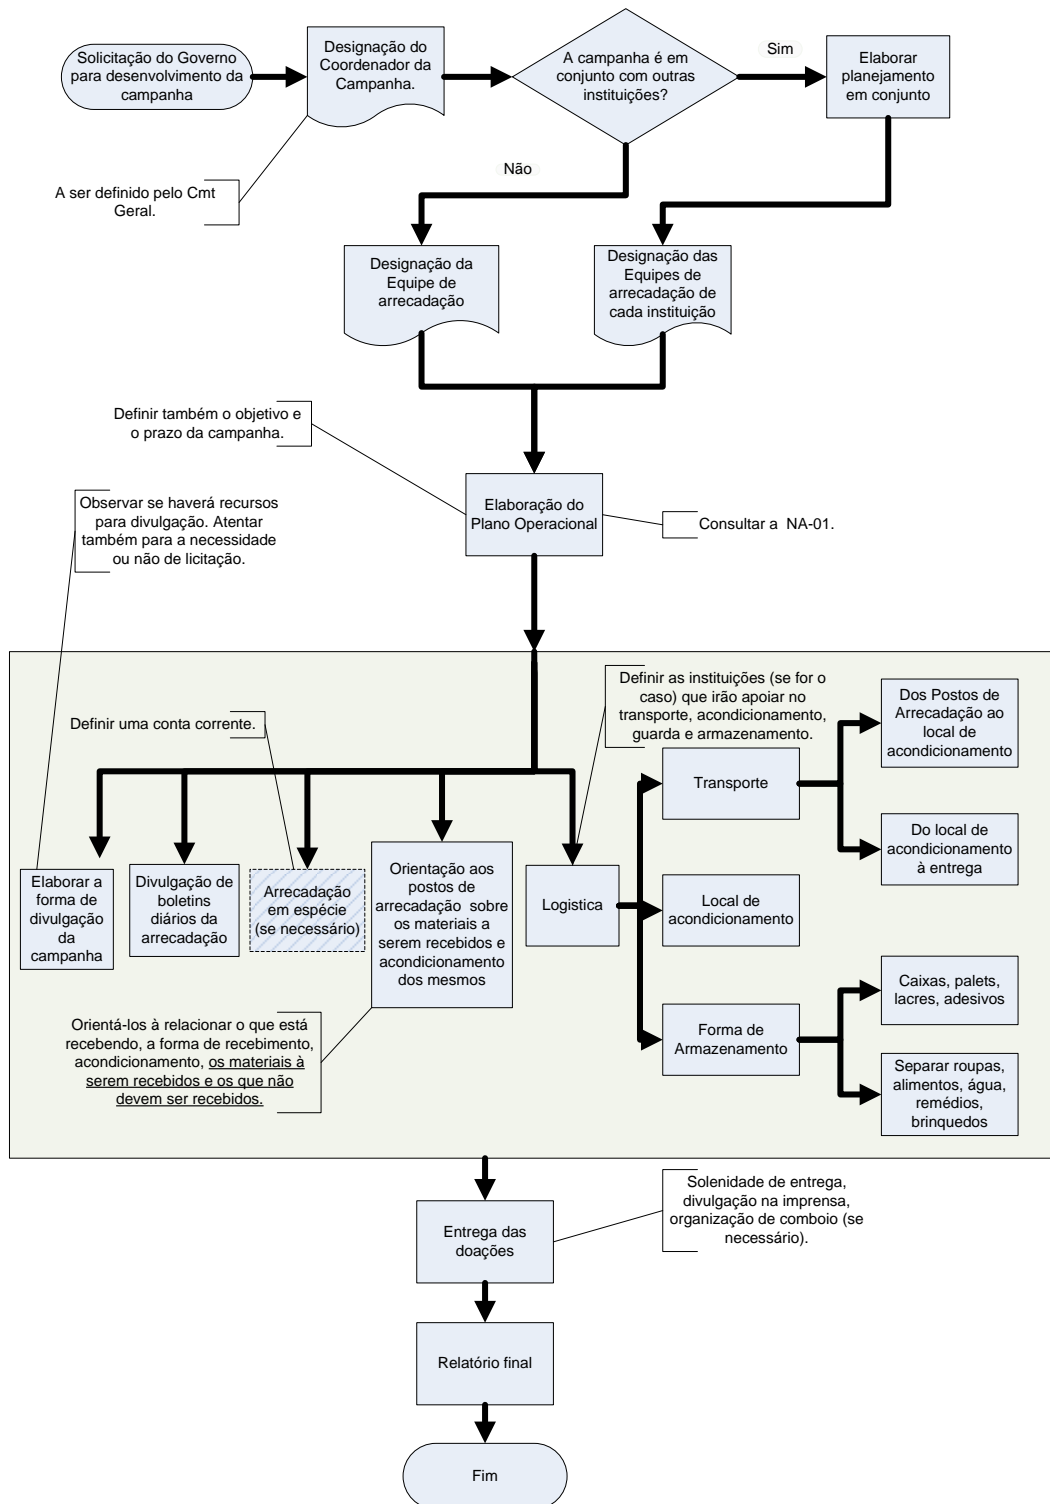 Solicitação do Governo
para desenvolvimento da
campanha
Designação do
Coordenador da
Campanha.
A campanha é em
conjunto com outras
instituições?
Sim
Elaborar
planejamento
em conjunto
Não
A ser definido pelo Cmt
Geral.
Designação da
Equipe de
arrecadação
Designação das
Equipes de
arrecadação de
cada instituição
Definir também o objetivo e
o prazo da campanha.
Elaboração do
Plano Operacional
Consultar a  NA-01.
Observar se haverá recursos
para divulgação. Atentar
também para a necessidade
ou não de licitação.
Definir uma conta corrente.
Definir as instituições (se for o
caso) que irão apoiar no
transporte, acondicionamento,
guarda e armazenamento.
Elaborar a
forma de
divulgação
da
campanha
Divulgação de
boletins
diários da
arrecadação
Arrecadação
em espécie
(se necessário)
Orientação aos
postos de
arrecadação  sobre
os materiais a
serem recebidos e
acondicionamento
dos mesmos
Logistica
Transporte
Dos Postos de
Arrecadação ao
local de
acondicionamento
Do local de
acondicionamento
à entrega
Local de
acondicionamento
Forma de
Armazenamento
Caixas, palets,
lacres, adesivos
Separar roupas,
alimentos, água,
remédios,
brinquedos
Orientá-los à relacionar o que está
recebendo, a forma de recebimento,
acondicionamento, os materiais à
serem recebidos e os que não
devem ser recebidos.
Entrega das
doações
Solenidade de entrega,
divulgação na imprensa,
organização de comboio (se
necessário).
Relatório final
Fim